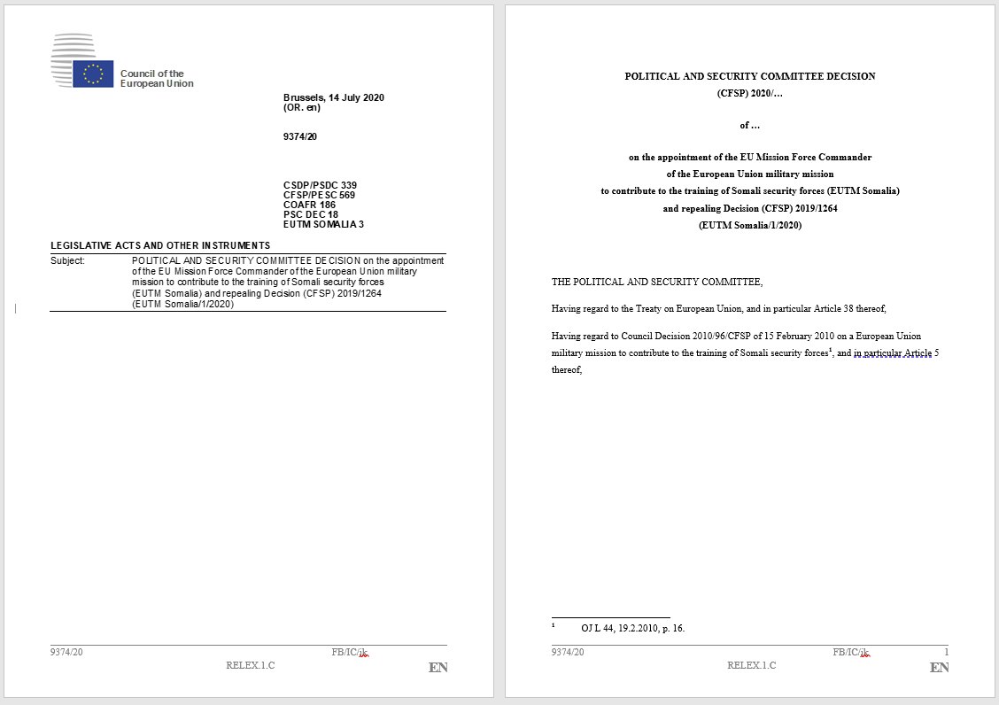 Council of the
European Union
Brussels, 14 July 2020
(OR. en)
9374/20
CSDP/PSDC 339
CFSP/PESC 569
COAFR 186
PSC DEC 18
EUTM SOMALIA 3
LEGISLATIVE ACTS AND OTHER INSTRUMENTS
Subject: POLITICAL AND SECURITY COMMITTEE DECISION on the appointment
of the EU Mission Force Commander of the European Union military
mission to contribute to the training of Somali security forces
(EUTM Somalia) and repealing Decision (CFSP) 2019/1264
(EUTM Somalia/1/2020)
9374/20 FB/IC/jk
RELEX.1.C EN
POLITICAL AND SECURITY COMMITTEE DECISION
(CFSP) 2020/…
of …
on the appointment of the EU Mission Force Commander
of the European Union military mission
to contribute to the training of Somali security forces (EUTM Somalia)
and repealing Decision (CFSP) 2019/1264
(EUTM Somalia/1/2020)
THE POLITICAL AND SECURITY COMMITTEE,
Having regard to the Treaty on European Union, and in particular Article 38 thereof,
Having regard to Council Decision 2010/96/CFSP of 15 February 2010 on a European Union
military mission to contribute to the training of Somali security forces¹, and in particular Article 5
thereof,
¹ OJ L 44, 19.2.2010, p. 16.
9374/20 FB/IC/jk 1
RELEX.1.C EN